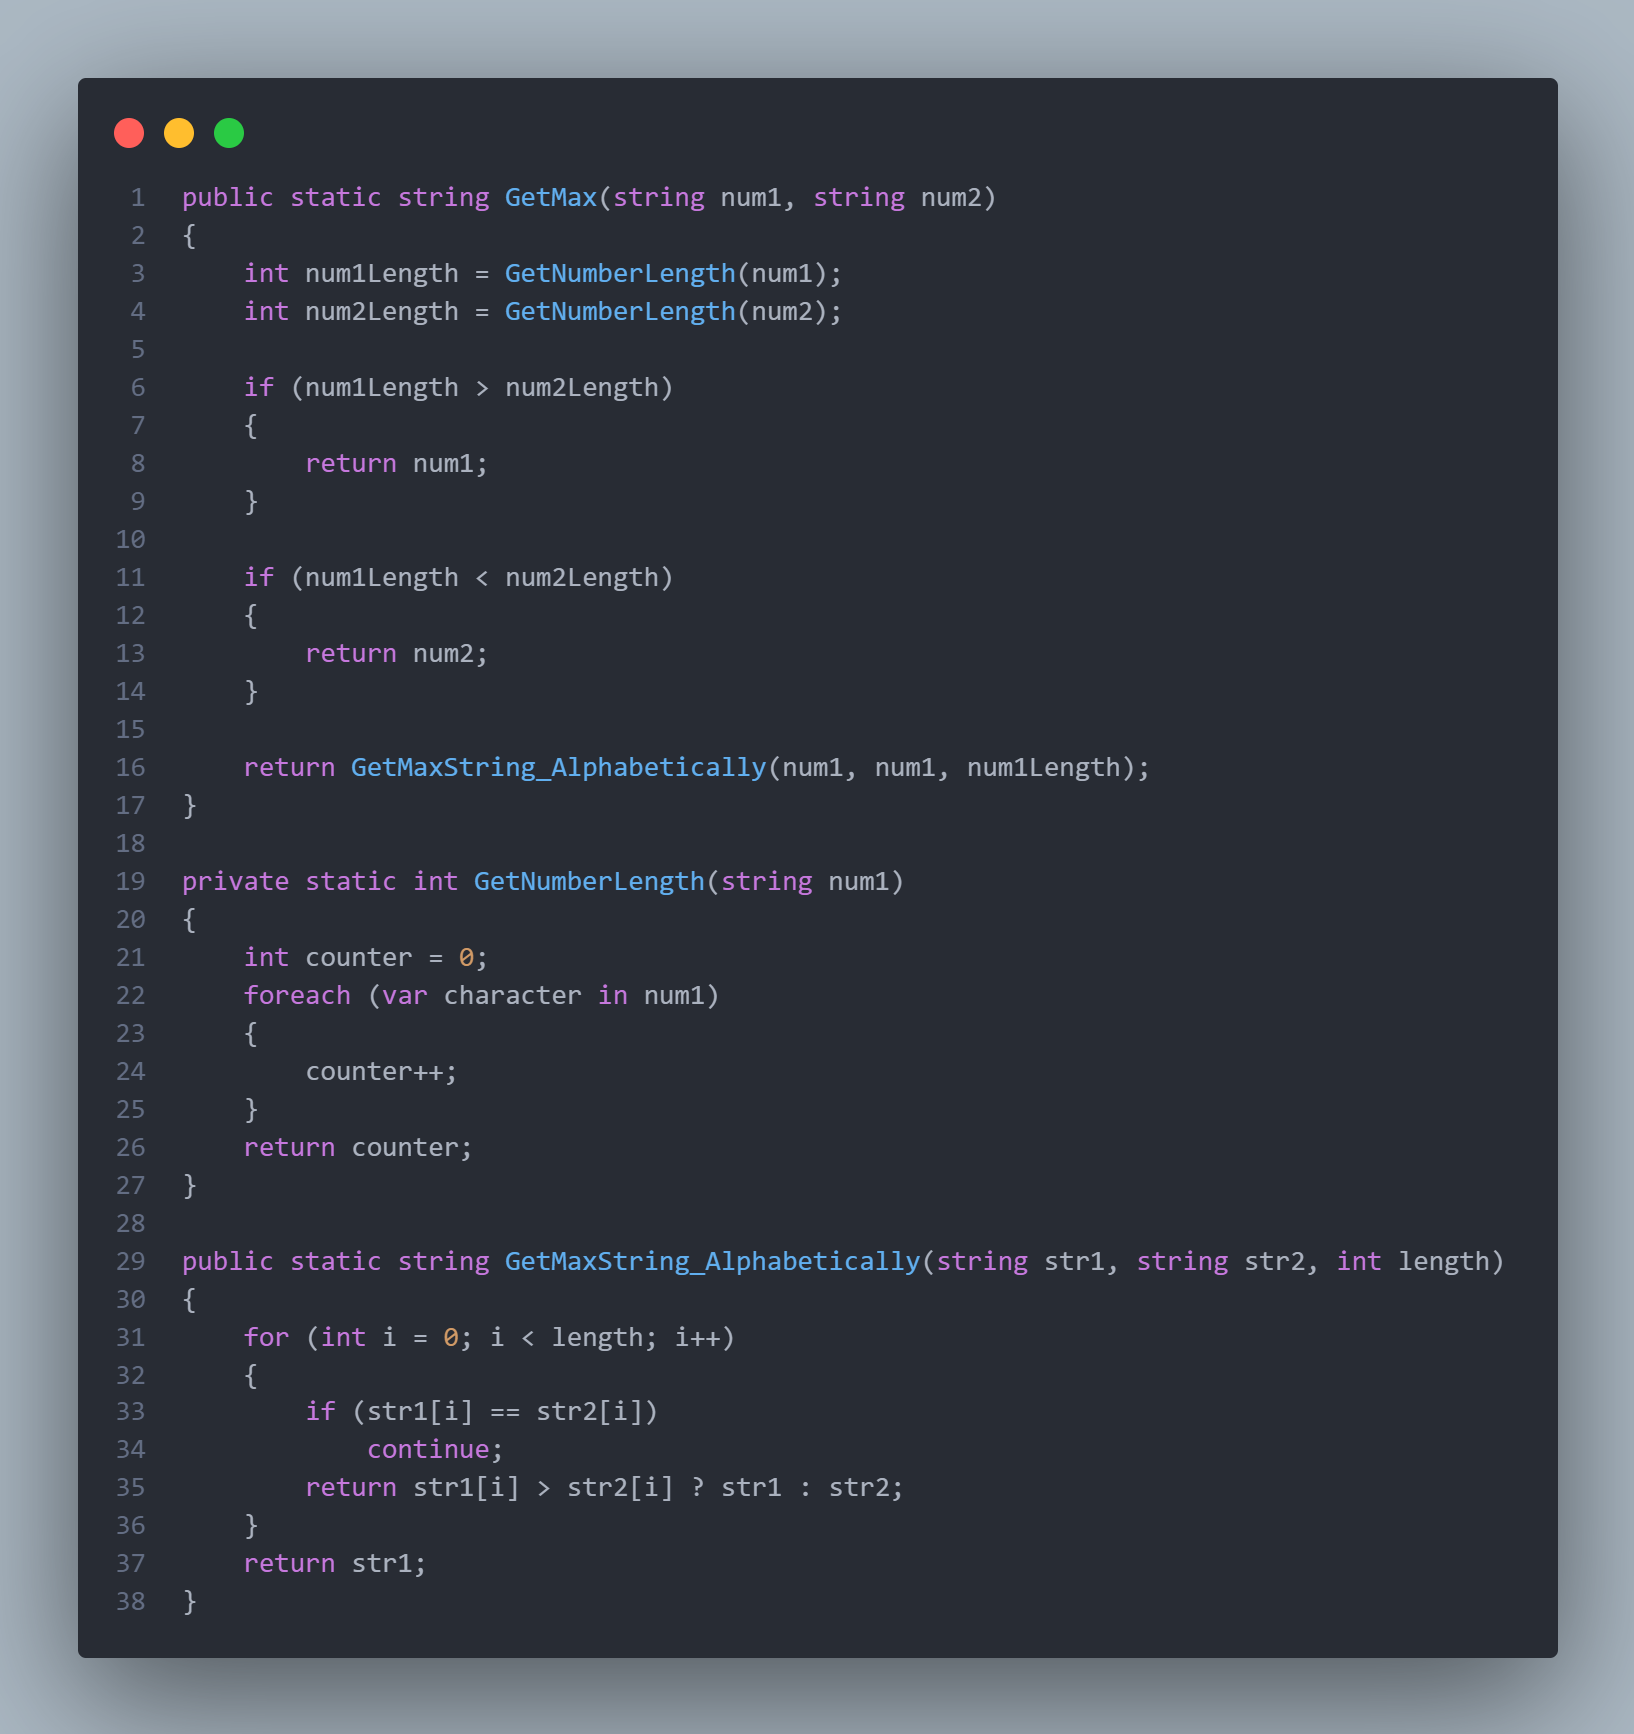 1 public static string GetMax(string num1, string num2)
2 {
3     int num1Length = GetNumberLength(num1);
4     int num2Length = GetNumberLength(num2);
5
6     if (num1Length > num2Length)
7     {
8         return num1;
9     }
10
11     if (num1Length < num2Length)
12     {
13         return num2;
14     }
15
16     return GetMaxString_Alphabetically(num1, num1, num1Length);
17 }
18
19 private static int GetNumberLength(string num1)
20 {
21     int counter = 0;
22     foreach (var character in num1)
23     {
24         counter++;
25     }
26     return counter;
27 }
28
29 public static string GetMaxString_Alphabetically(string str1, string str2, int length)
30 {
31     for (int i = 0; i < length; i++)
32     {
33         if (str1[i] == str2[i])
34             continue;
35         return str1[i] > str2[i] ? str1 : str2;
36     }
37     return str1;
38 }